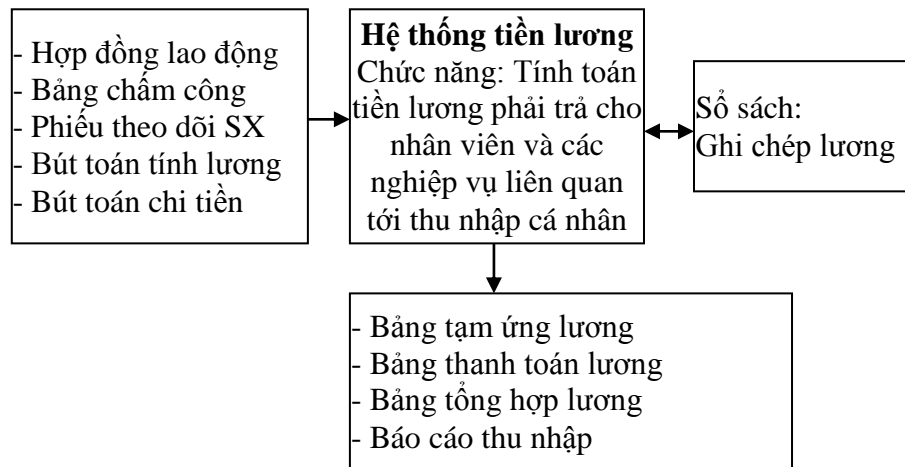 - Hợp đồng lao động
- Bảng chấm công
- Phiếu theo dõi SX
- Bút toán tính lương
- Bút toán chi tiền
Hệ thống tiền lương
Chức năng: Tính toán
tiền lương phải trả cho
nhân viên và các
nghiệp vụ liên quan
tới thu nhập cá nhân
Sổ sách:
Ghi chép lương
- Bảng tạm ứng lương
- Bảng thanh toán lương
- Bảng tổng hợp lương
- Báo cáo thu nhập